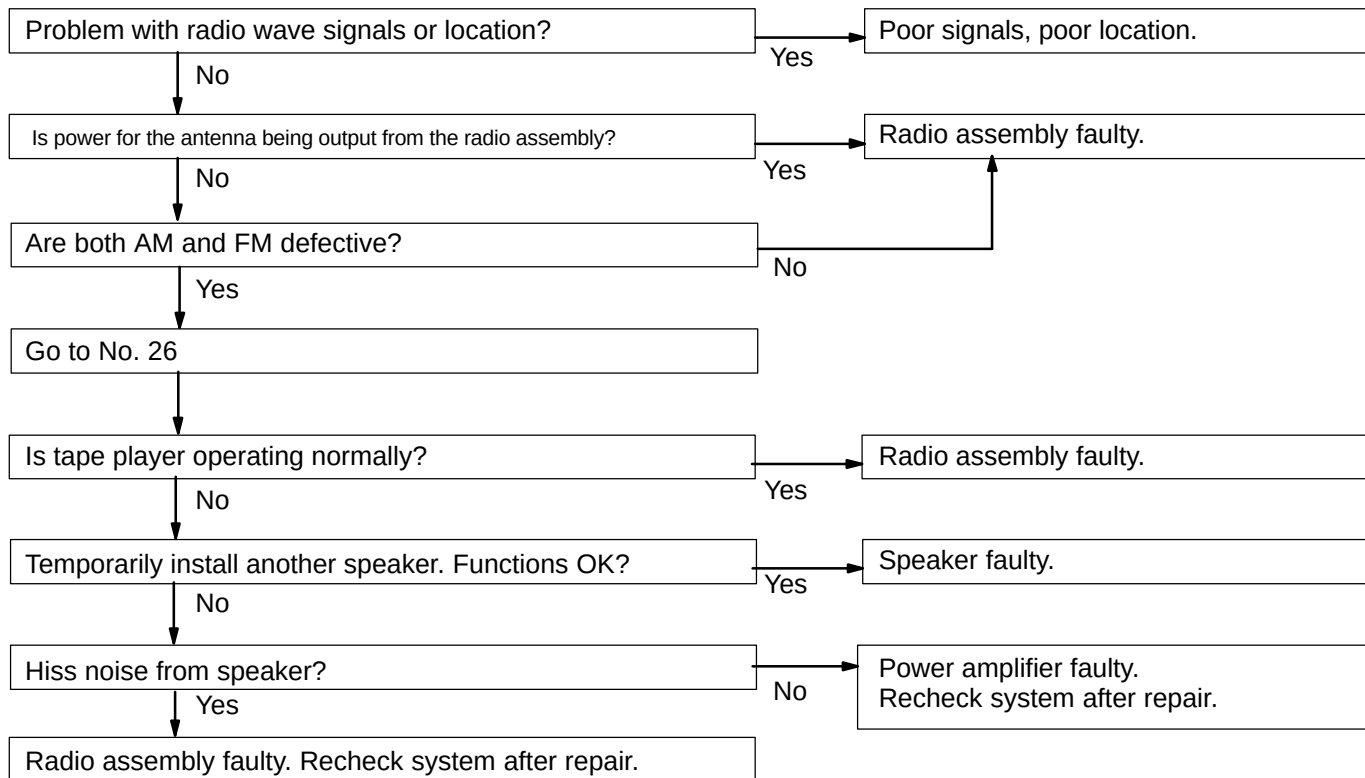 Problem with radio wave signals or location?
Yes
Poor signals, poor location.
No
Is power for the antenna being output from the radio assembly?
Yes
Radio assembly faulty.
No
Are both AM and FM defective?
No
Yes
Go to No. 26
Is tape player operating normally?
Yes
Radio assembly faulty.
No
Temporarily install another speaker. Functions OK?
Yes
Speaker faulty.
No
Hiss noise from speaker?
No
Power amplifier faulty.
Recheck system after repair.
Yes
Radio assembly faulty. Recheck system after repair.